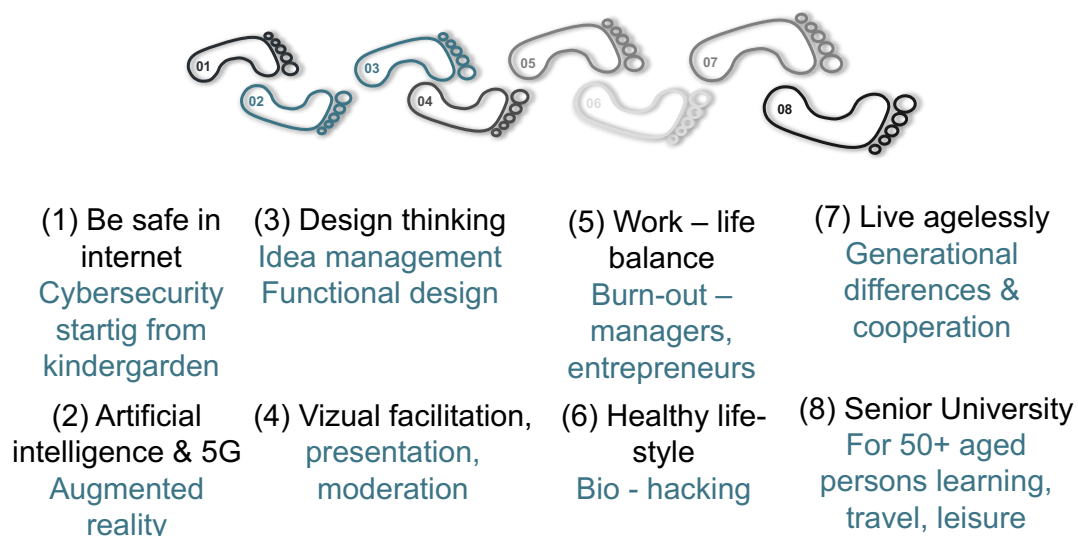 01
02
03
04
05
06
07
08
(1) Be safe in
internet
Cybersecurity
startig from
kindergarden
(2) Artificial
intelligence & 5G
Augmented
reality
(3) Design thinking
Idea management
Functional design
(4) Vizual facilitation,
presentation,
moderation
(5) Work – life
balance
Burn-out –
managers,
entrepreneurs
(6) Healthy life-
style
Bio - hacking
(7) Live agelessly
Generational
differences &
cooperation
(8) Senior University
For 50+ aged
persons learning,
travel, leisure